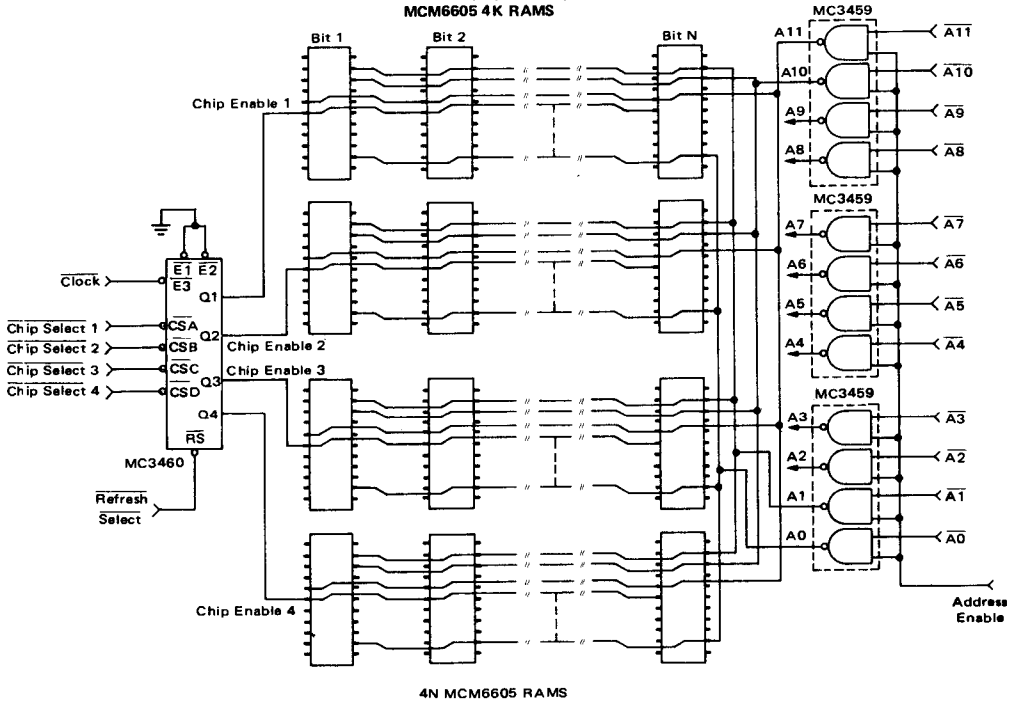 MCM6605 4K RAMS
Bit 1
Bit 2
Bit N
MC3459
A11
A̅1̅1̅
A10
A̅1̅0̅
A9
A̅9̅
A8
A̅8̅
Chip Enable 1
MC3459
A7
A̅7̅
A6
A̅6̅
A5
A̅5̅
A4
A̅4̅
E̅1̅ E̅2̅
E̅3̅
C̅l̅o̅c̅k̅
Q1
C̅h̅i̅p̅ ̅S̅e̅l̅e̅c̅t̅ ̅1̅
C̅S̅A̅
Q2
Chip Enable 2
C̅h̅i̅p̅ ̅S̅e̅l̅e̅c̅t̅ ̅2̅
C̅S̅B̅
C̅h̅i̅p̅ ̅S̅e̅l̅e̅c̅t̅ ̅3̅
C̅S̅C̅
Q3
Chip Enable 3
C̅h̅i̅p̅ ̅S̅e̅l̅e̅c̅t̅ ̅4̅
C̅S̅D̅
Q4
R̅S̅
MC3460
R̅e̅f̅r̅e̅s̅h̅
S̅e̅l̅e̅c̅t̅
MC3459
A3
A̅3̅
A2
A̅2̅
A1
A̅1̅
A0
A̅0̅
Address
Enable
Chip Enable 4
4N MCM6605 RAMS